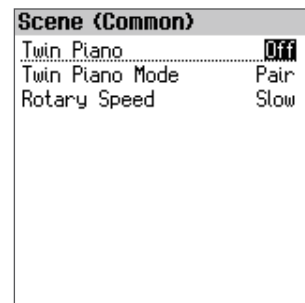 Scene (Common)
Twin Piano Off
Twin Piano Mode Pair
Rotary Speed Slow